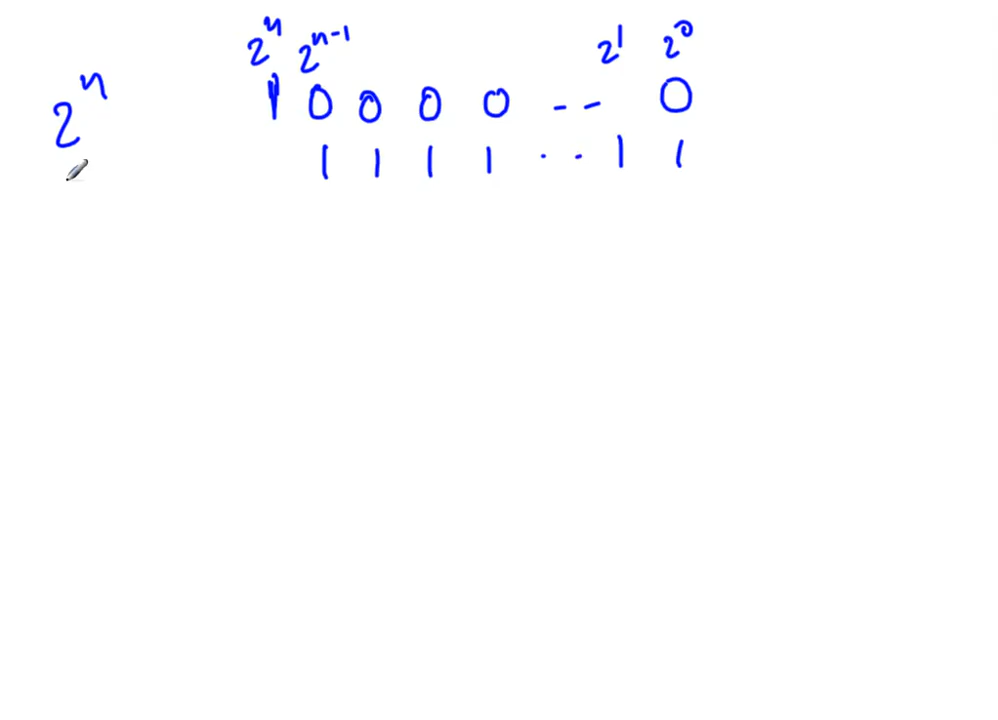 2^n 2^{n-1} 2^1 2^0
2^n 1 0 0 0 0 -- 0
1 1 1 1 .. 1 1